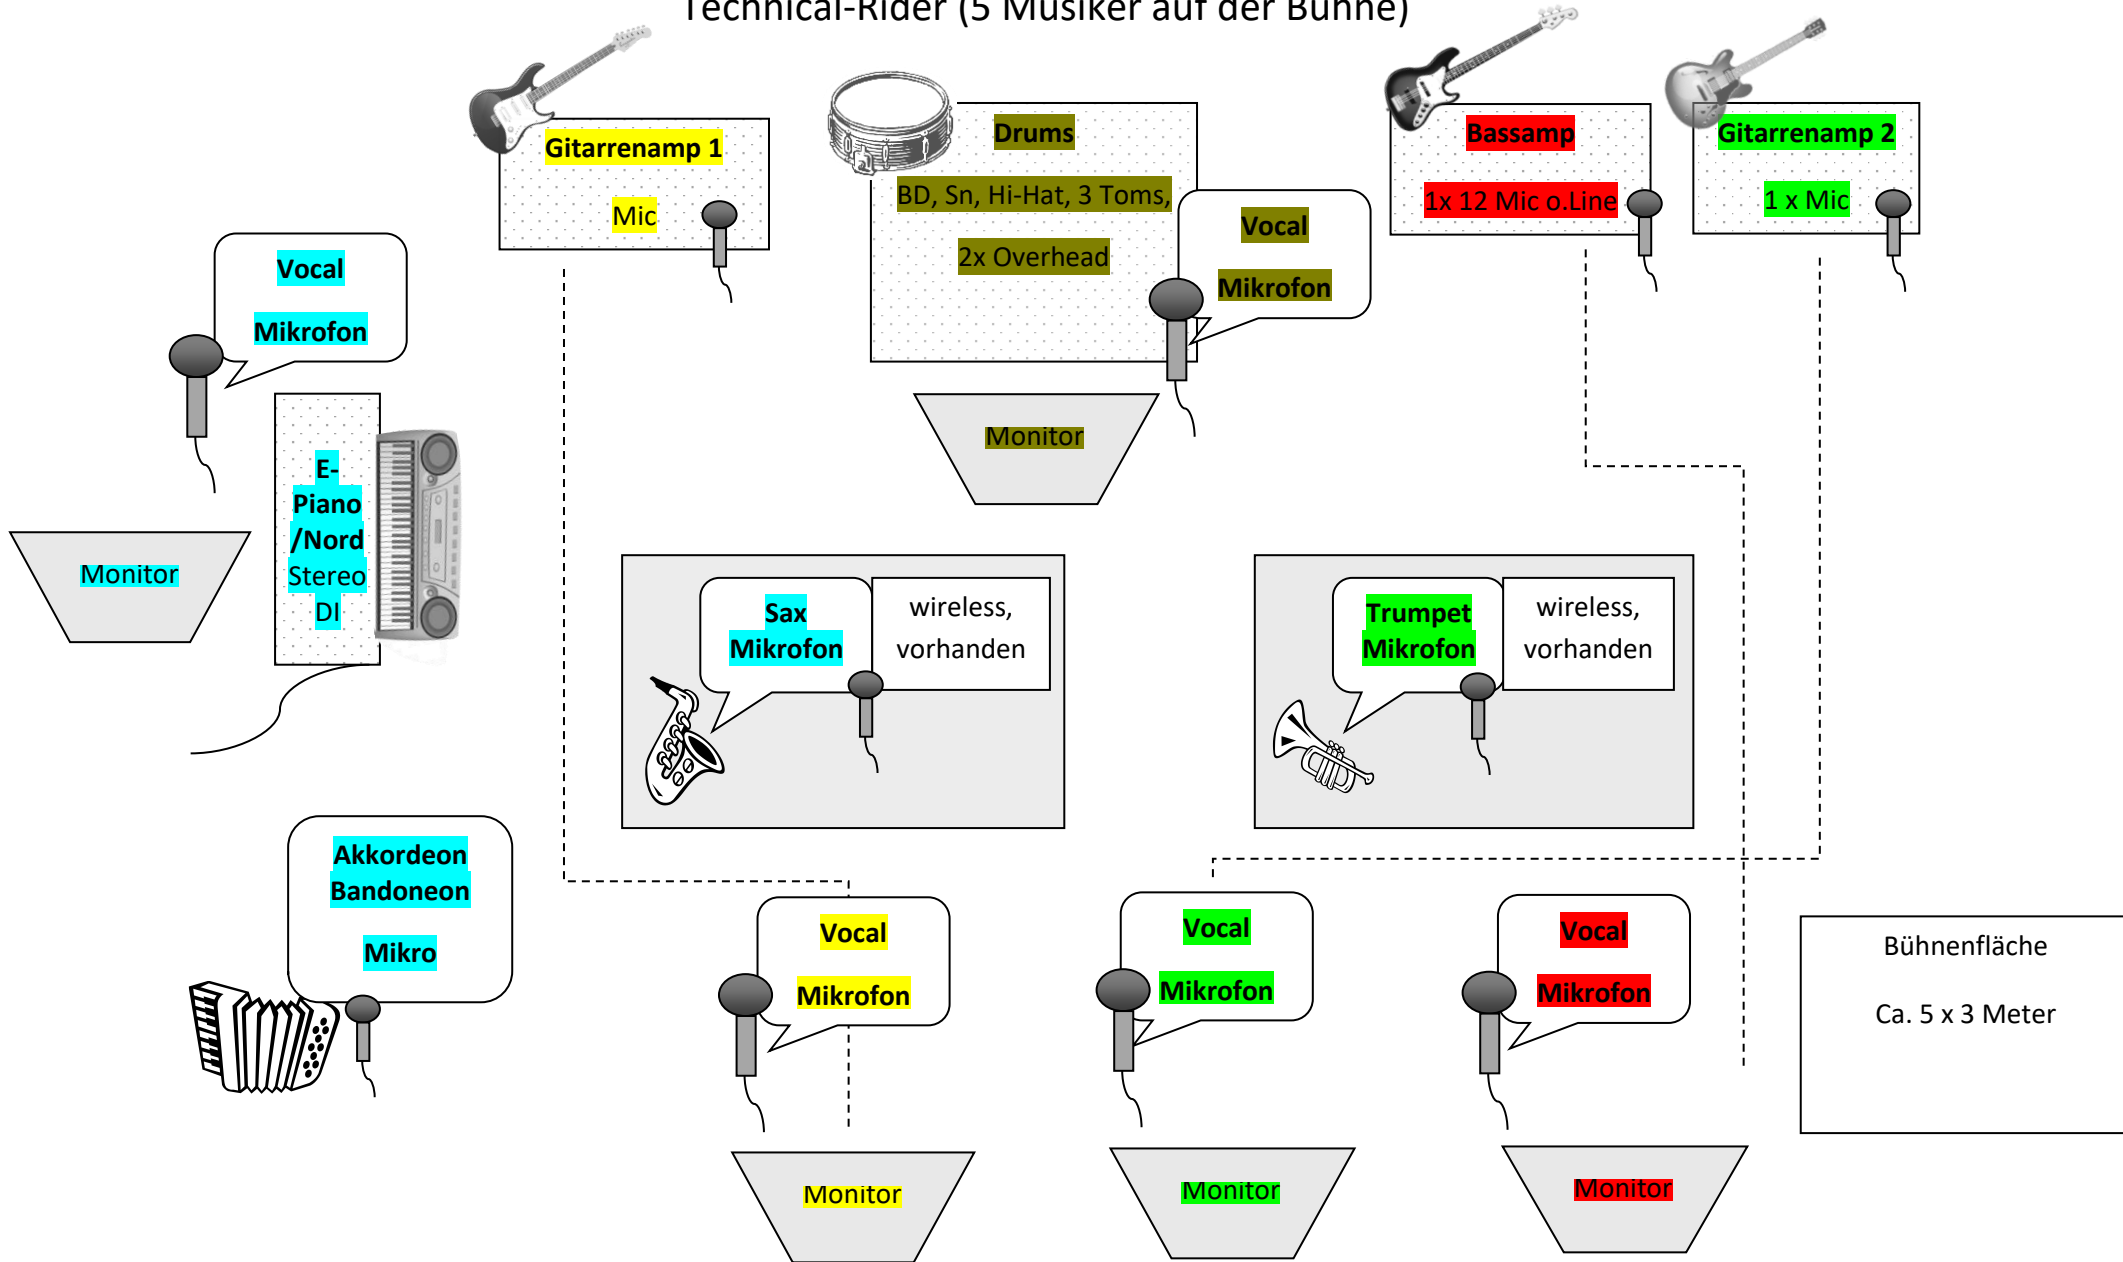 Technical-Rider (5 Musiker auf der Bühne)
Gitarrenamp 1
Mic
Drums
BD, Sn, Hi-Hat, 3 Toms,
2x Overhead
Vocal
Mikrofon
Bassamp
1x 12 Mic o.Line
Gitarrenamp 2
1 x Mic
Vocal
Mikrofon
Monitor
E-
Piano
/Nord
Stereo
DI
Monitor
Sax
Mikrofon
wireless,
vorhanden
Trumpet
Mikrofon
wireless,
vorhanden
Akkordeon
Bandoneon
Mikro
Vocal
Mikrofon
Vocal
Mikrofon
Vocal
Mikrofon
Bühnenfläche
Ca. 5 x 3 Meter
Monitor
Monitor
Monitor